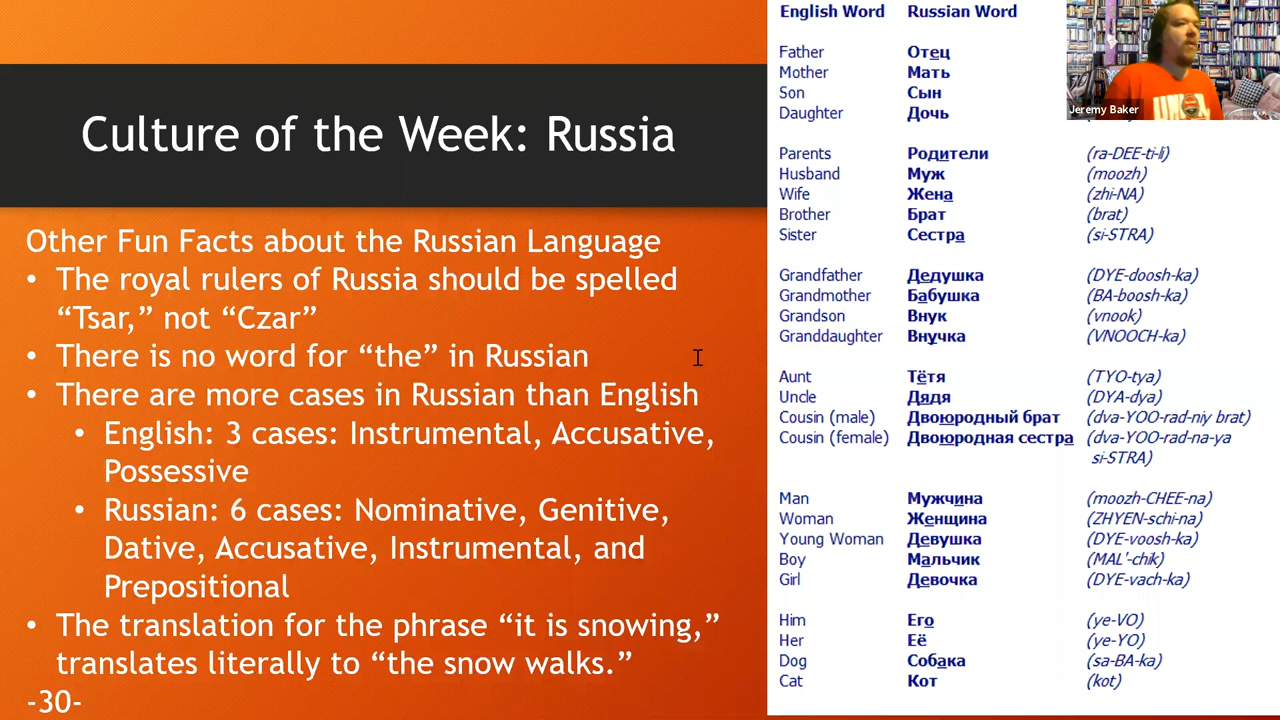 Culture of the Week: Russia
Other Fun Facts about the Russian Language
• The royal rulers of Russia should be spelled
“Tsar,” not “Czar”
• There is no word for “the” in Russian
• There are more cases in Russian than English
• English: 3 cases: Instrumental, Accusative,
Possessive
• Russian: 6 cases: Nominative, Genitive,
Dative, Accusative, Instrumental, and
Prepositional
• The translation for the phrase “it is snowing,”
translates literally to “the snow walks.”
-30-
English Word Russian Word
Father Отец
Mother Мать
Son Сын
Daughter Дочь
Parents Родители (ra-DEE-ti-li)
Husband Муж (moozh)
Wife Жена (zhi-NA)
Brother Брат (brat)
Sister Сестра (si-STRA)
Grandfather Дедушка (DYE-doosh-ka)
Grandmother Бабушка (BA-boosh-ka)
Grandson Внук (vnook)
Granddaughter Внучка (VNOOCH-ka)
Aunt Тётя (TYO-tya)
Uncle Дядя (DYA-dya)
Cousin (male) Двоюродный брат (dva-YOO-rad-niy brat)
Cousin (female) Двоюродная сестра (dva-YOO-rad-na-ya
si-STRA)
Man Мужчина (moozh-CHEE-na)
Woman Женщина (ZHYEN-schi-na)
Young Woman Девушка (DYE-voosh-ka)
Boy Мальчик (MAL'-chik)
Girl Девочка (DYE-vach-ka)
Him Его (ye-VO)
Her Её (ye-YO)
Dog Собака (sa-BA-ka)
Cat Кот (kot)
Jeremy Baker